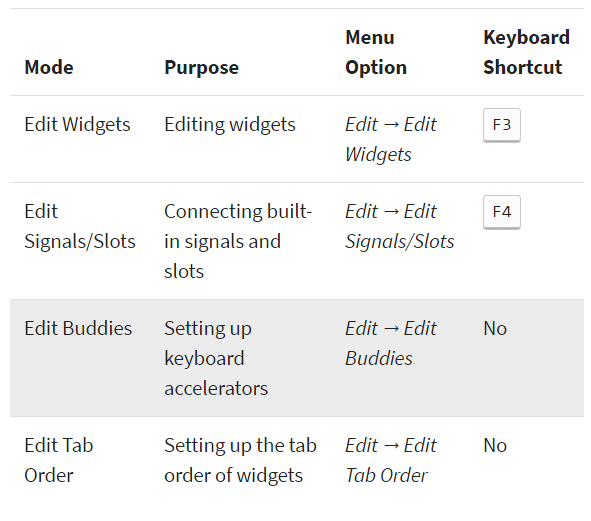 Mode Purpose Menu Option Keyboard Shortcut
Edit Widgets Editing widgets Edit → Edit Widgets F3
Edit Signals/Slots Connecting built-in signals and slots Edit → Edit Signals/Slots F4
Edit Buddies Setting up keyboard accelerators Edit → Edit Buddies No
Edit Tab Order Setting up the tab order of widgets Edit → Edit Tab Order No